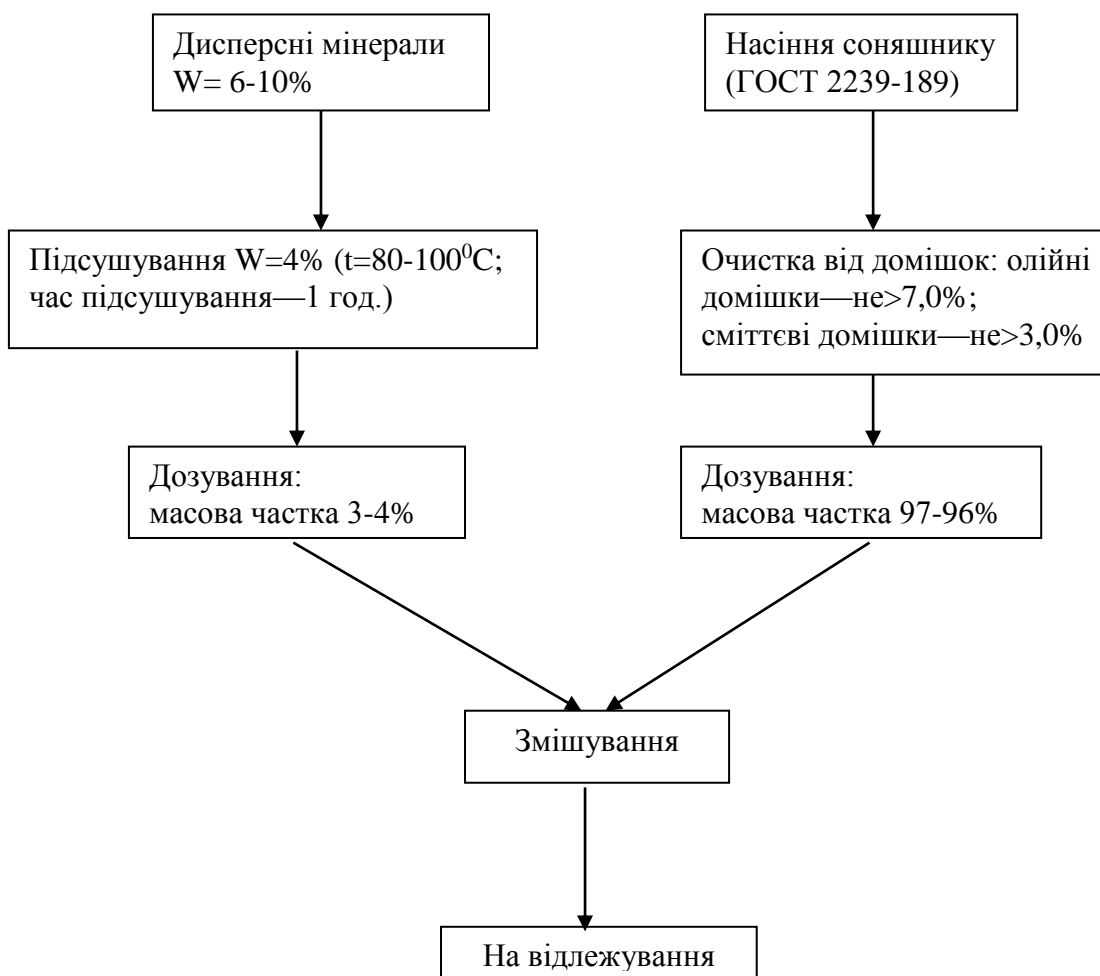 Дисперсні мінерали
W= 6-10%
Насіння соняшнику
(ГОСТ 2239-189)
Підсушування W=4% (t=80-100⁰С;
час підсушування—1 год.)
Очистка від домішок: олійні
домішки—не>7,0%;
сміттєві домішки—не>3,0%
Дозування:
масова частка 3-4%
Дозування:
масова частка 97-96%
Змішування
На відлежування